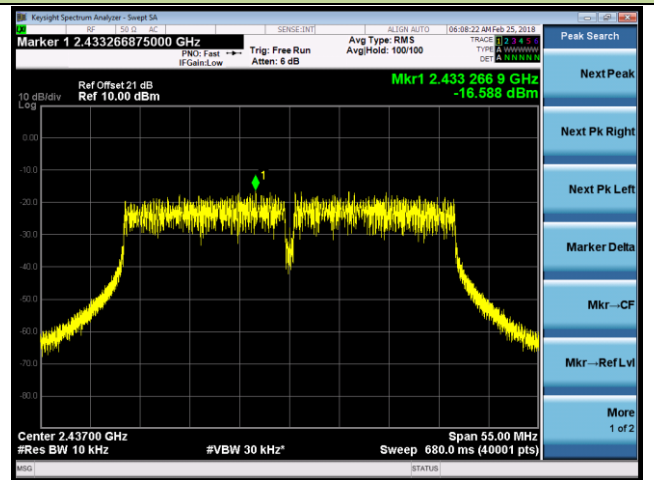 Keysight Spectrum Analyzer - Swept SA
RF 50 Ω AC SENSE:INT ALIGN AUTO 06:08:22 AM Feb 25, 2018
Marker 1 2.433266875000 GHz
PNO: Fast
IFGain:Low
Trig: Free Run
Atten: 6 dB
Avg Type: RMS
Avg|Hold: 100/100
TRACE 1 2 3 4 5 6
TYPE A WWWWW
DET A NNNNN
Peak Search
Ref Offset 21 dB
10 dB/div Ref 10.00 dBm
Log
Mkr1 2.433 266 9 GHz
-16.588 dBm
0.00
-10.0
-20.0
-30.0
-40.0
-50.0
-60.0
-70.0
-80.0
1
Center 2.43700 GHz Span 55.00 MHz
#Res BW 10 kHz #VBW 30 kHz* Sweep 680.0 ms (40001 pts)
MSG STATUS
Next Peak
Next Pk Right
Next Pk Left
Marker Delta
Mkr→CF
Mkr→Ref Lvl
More
1 of 2